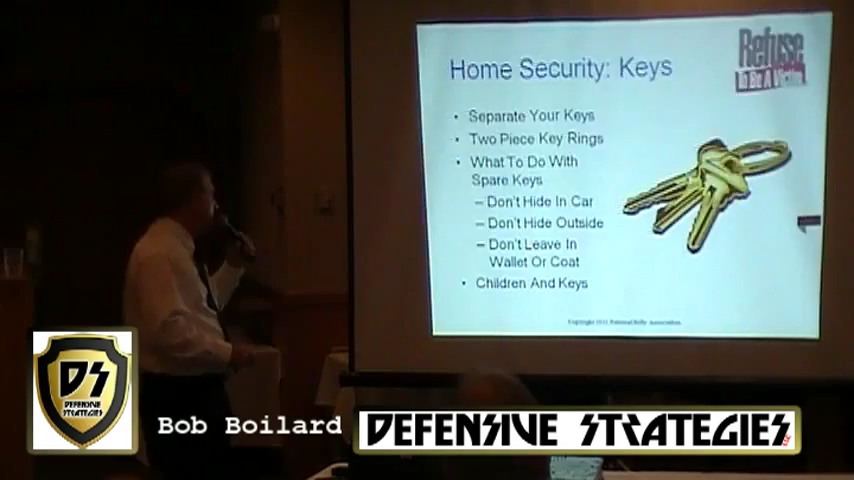 Refuse
To Be A Victim
Home Security: Keys
• Separate Your Keys
• Two Piece Key Rings
• What To Do With
Spare Keys
– Don't Hide In Car
– Don't Hide Outside
– Don't Leave In
Wallet Or Coat
• Children And Keys
DS
DEFENSIVE
STRATEGIES
Bob Boilard
DEFENSIVE STRATEGIES